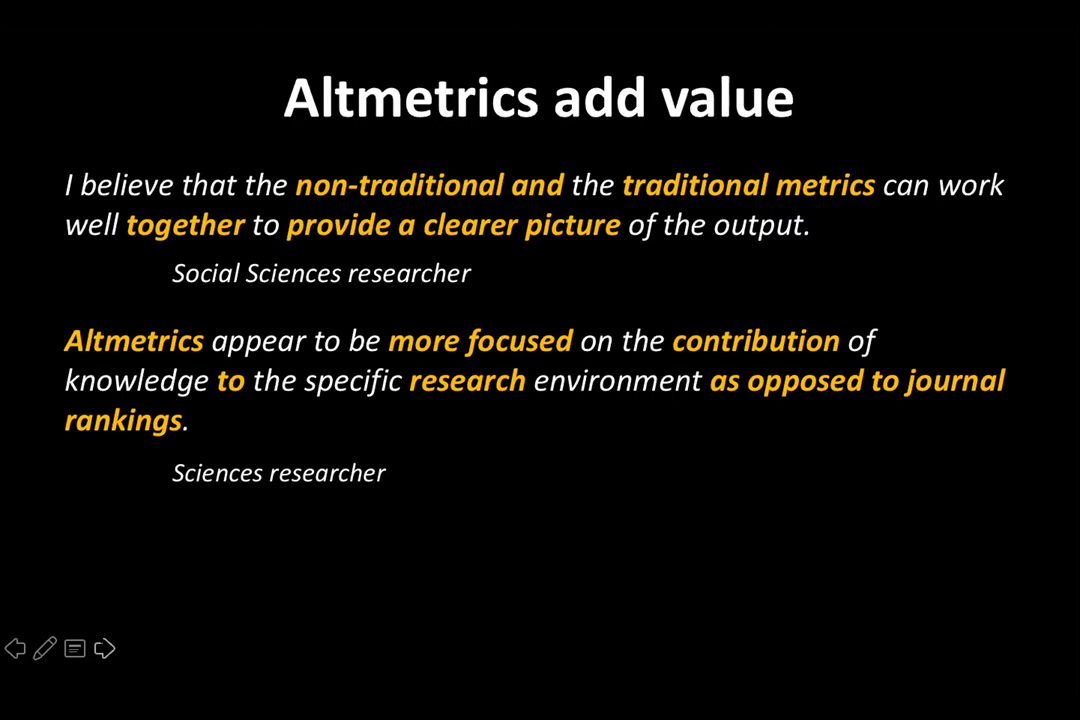 Altmetrics add value
I believe that the non-traditional and the traditional metrics can work
well together to provide a clearer picture of the output.
Social Sciences researcher
Altmetrics appear to be more focused on the contribution of
knowledge to the specific research environment as opposed to journal
rankings.
Sciences researcher